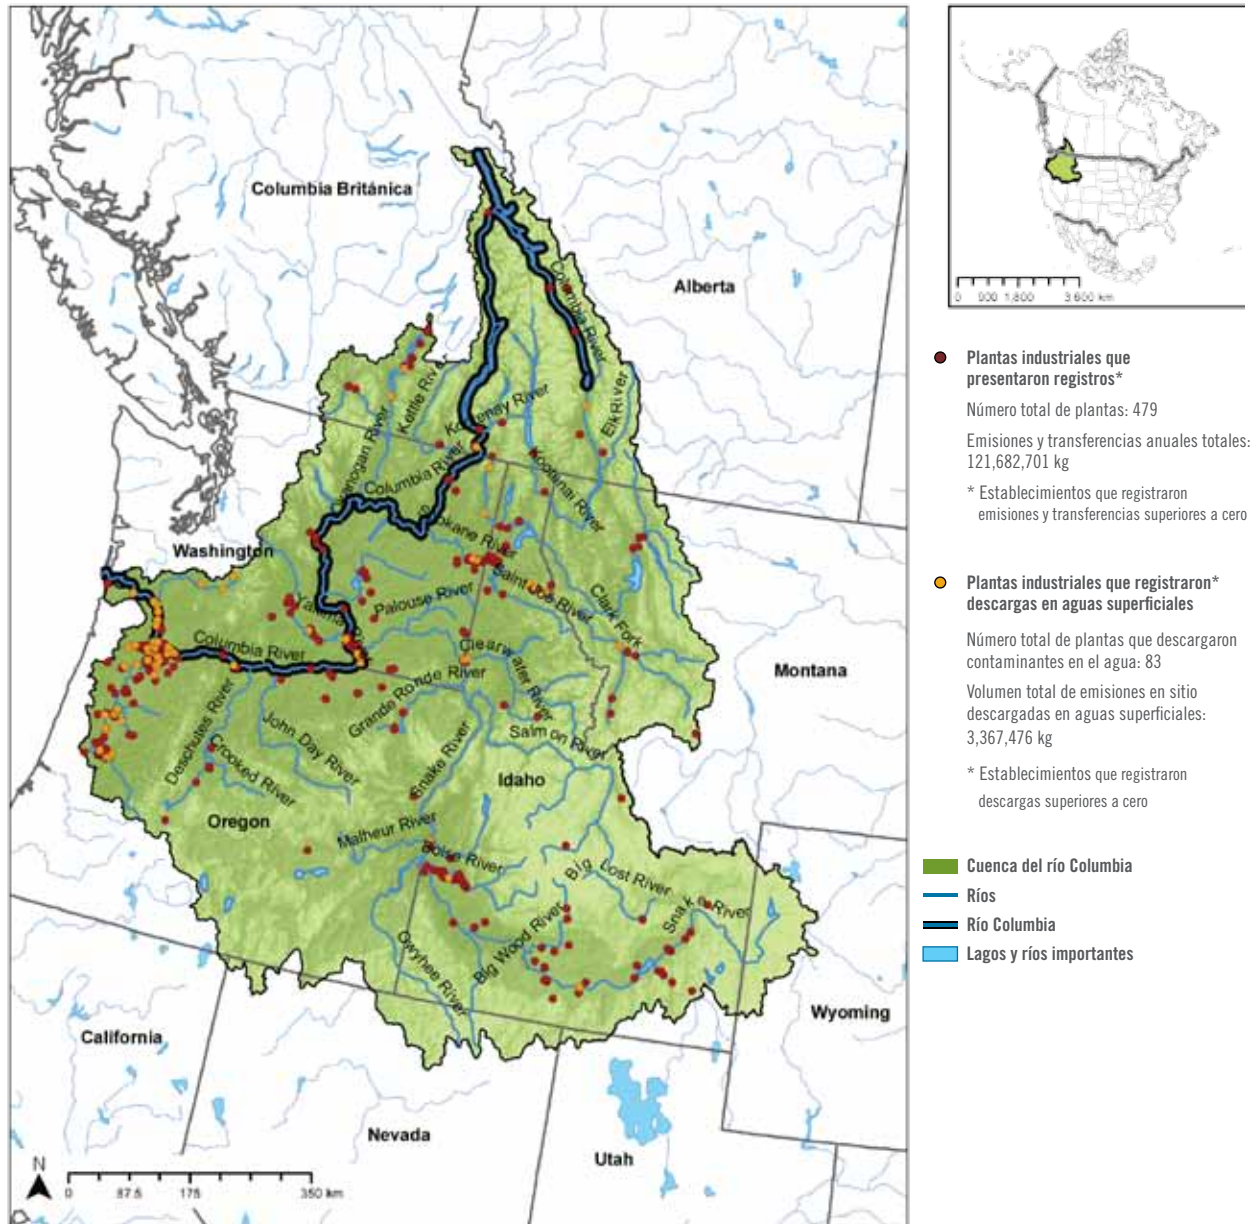 Columbia Británica
Alberta
Columbia River
Elk River
Kettle River
Kootenay River
Okanogan River
Columbia River
Kootenai River
Spokane River
Washington
Saint Joe River
Palouse River
Clark Fork
Yakima
Columbia River
Clearwater River
Montana
Grande Ronde River
Deschutes River
John Day River
Salmon River
Snake River
Crooked River
Idaho
Oregon
Malheur River
Boise River
Big Lost River
Snake River
Big Wood River
Owyhee River
Wyoming
California
Nevada
Utah
N
0 87.5 175 350 km
0 900 1,800 3,600 km
Plantas industriales que
presentaron registros*
Número total de plantas: 479
Emisiones y transferencias anuales totales:
121,682,701 kg
* Establecimientos que registraron
emisiones y transferencias superiores a cero
Plantas industriales que registraron*
descargas en aguas superficiales
Número total de plantas que descargaron
contaminantes en el agua: 83
Volumen total de emisiones en sitio
descargadas en aguas superficiales:
3,367,476 kg
* Establecimientos que registraron
descargas superiores a cero
Cuenca del río Columbia
Ríos
Río Columbia
Lagos y ríos importantes